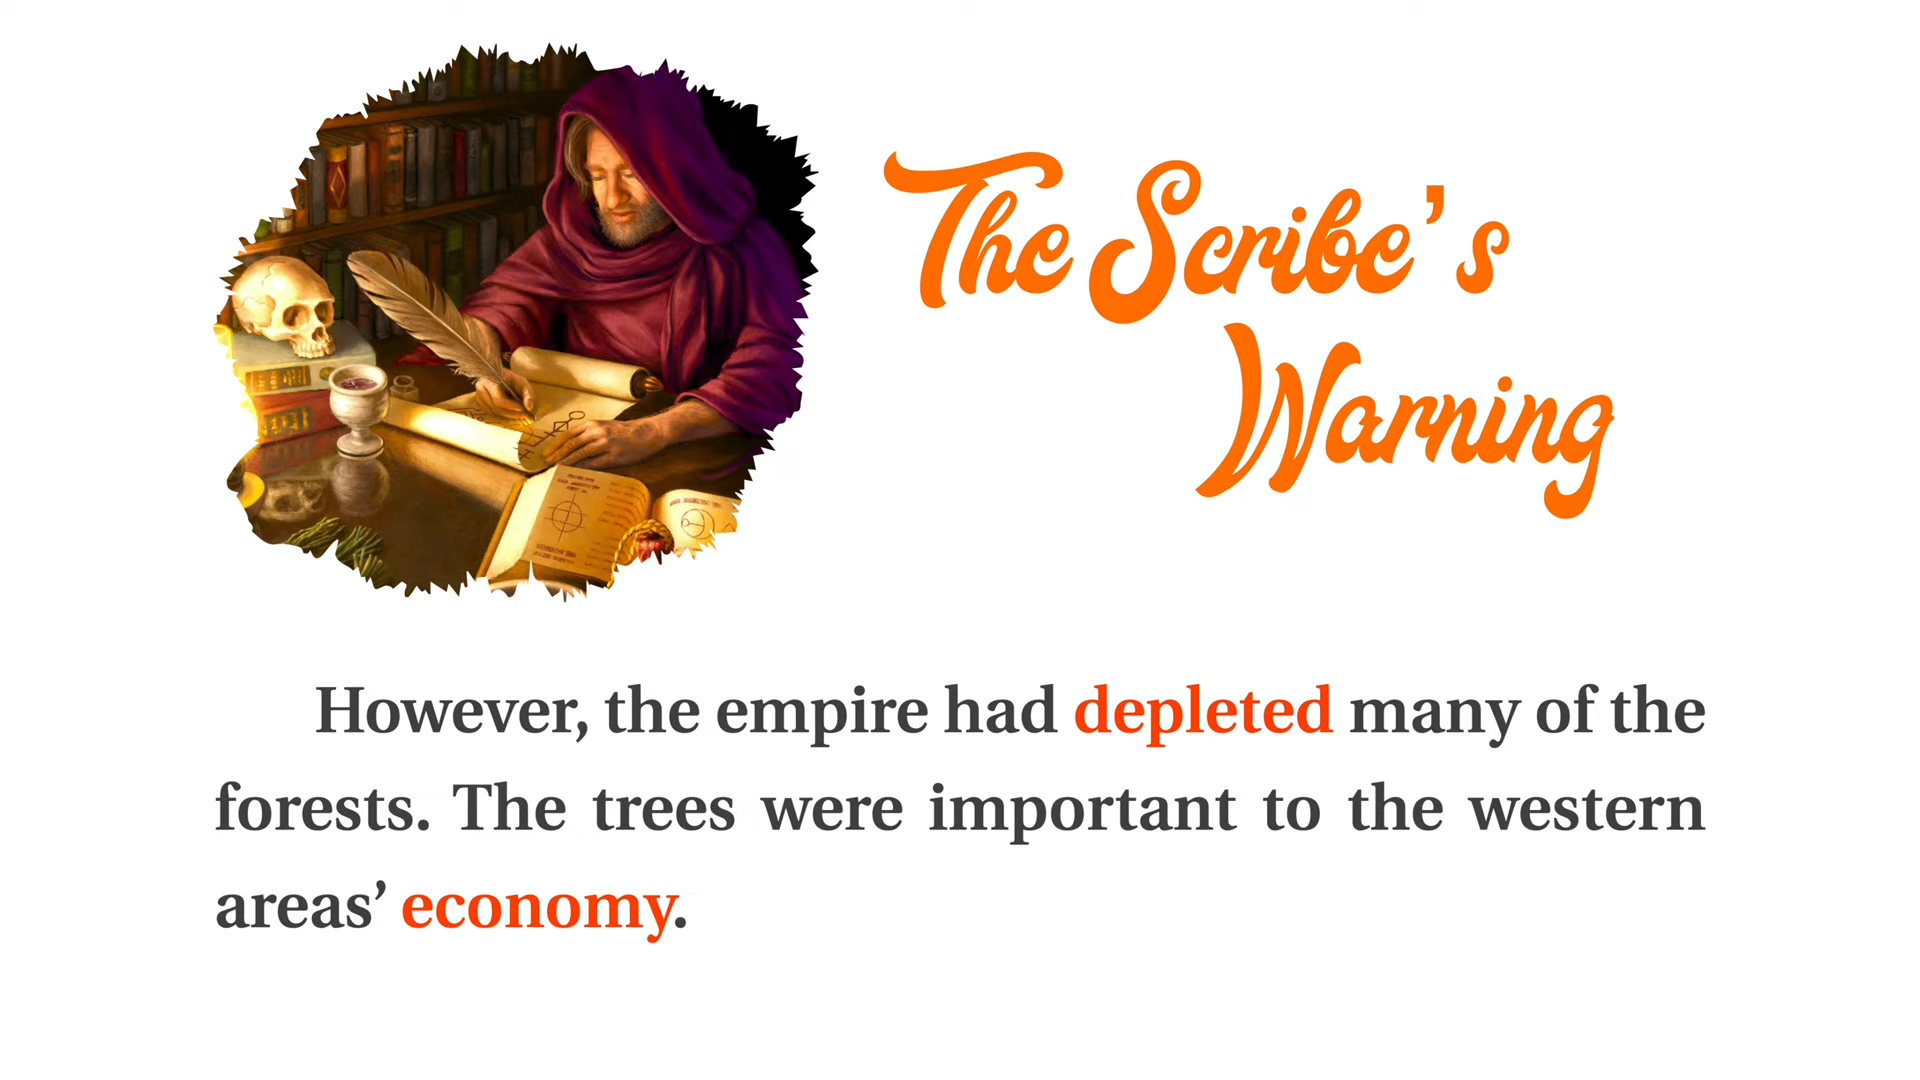 The Scribe's
Warning
However, the empire had depleted many of the
forests. The trees were important to the western
areas’ economy.